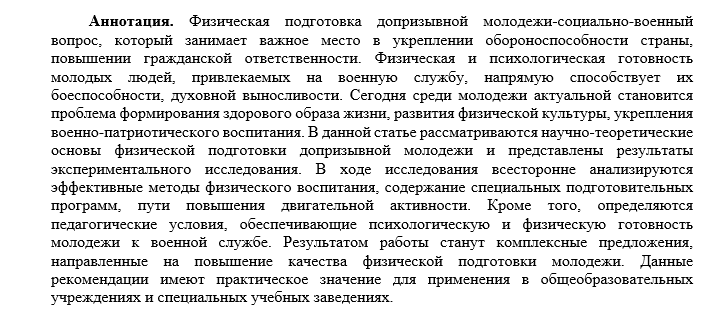 Аннотация. Физическая подготовка допризывной молодежи-социально-военный
вопрос, который занимает важное место в укреплении обороноспособности страны,
повышении гражданской ответственности. Физическая и психологическая готовность
молодых людей, привлекаемых на военную службу, напрямую способствует их
боеспособности, духовной выносливости. Сегодня среди молодежи актуальной становится
проблема формирования здорового образа жизни, развития физической культуры, укрепления
военно-патриотического воспитания. В данной статье рассматриваются научно-теоретические
основы физической подготовки допризывной молодежи и представлены результаты
экспериментального исследования. В ходе исследования всесторонне анализируются
эффективные методы физического воспитания, содержание специальных подготовительных
программ, пути повышения двигательной активности. Кроме того, определяются
педагогические условия, обеспечивающие психологическую и физическую готовность
молодежи к военной службе. Результатом работы станут комплексные предложения,
направленные на повышение качества физической подготовки молодежи. Данные
рекомендации имеют практическое значение для применения в общеобразовательных
учреждениях и специальных учебных заведениях.